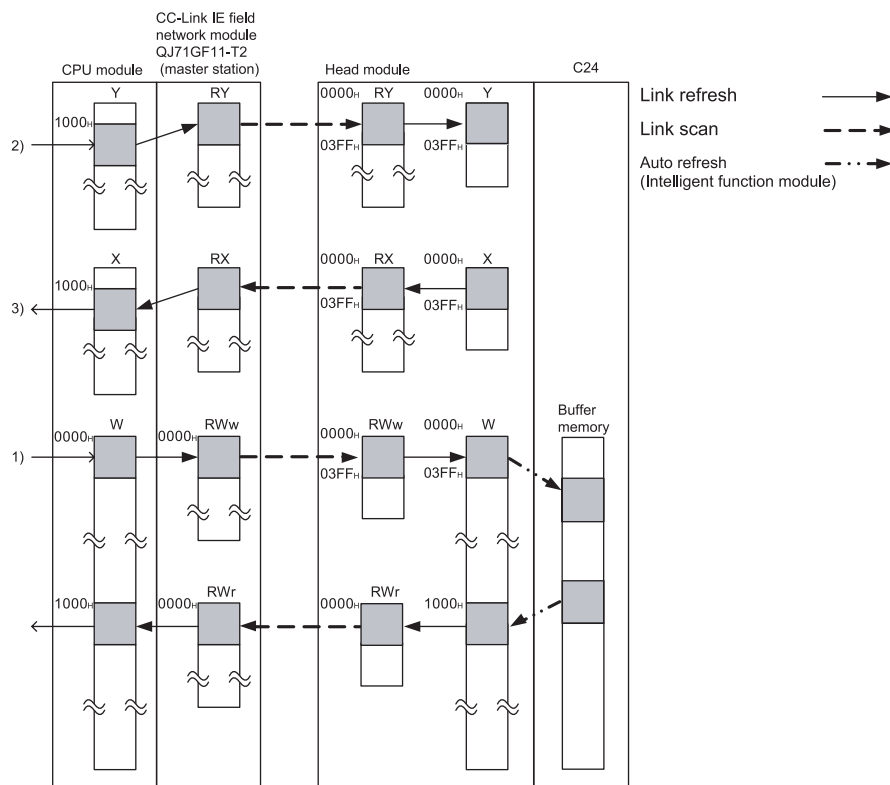 CC-Link IE field
network module
QJ71GF11-T2
(master station)
CPU module
Head module
C24
Y
RY
0000H
RY
0000H
Y
1000H
2)
03FFH
03FFH
Link refresh
Link scan
Auto refresh
(Intelligent function module)
X
RX
0000H
RX
0000H
X
1000H
3)
03FFH
03FFH
W
RWw
RWw
0000H
W
Buffer
memory
0000H
0000H
0000H
1)
03FFH
03FFH
RWr
RWr
1000H
0000H
0000H
1000H